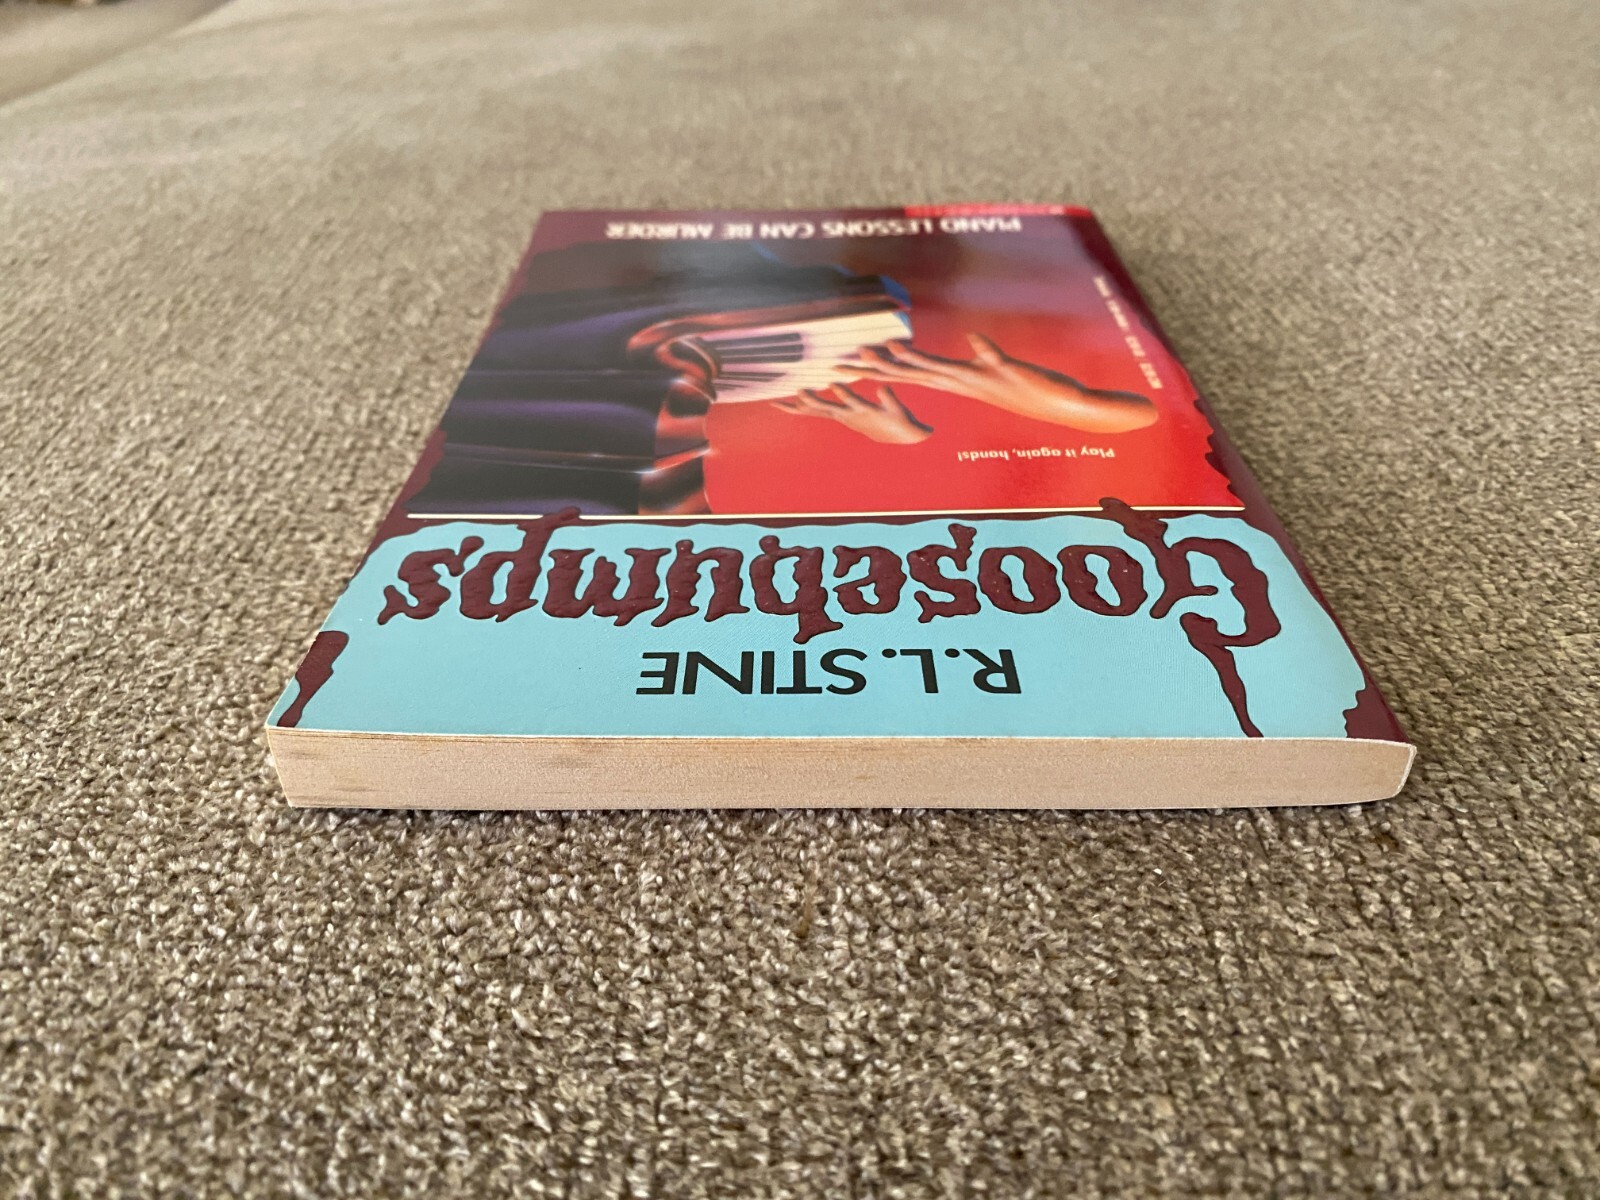 R.L. STINE
Goosebumps
Play it again, hands!
PIANO LESSONS CAN BE MURDER